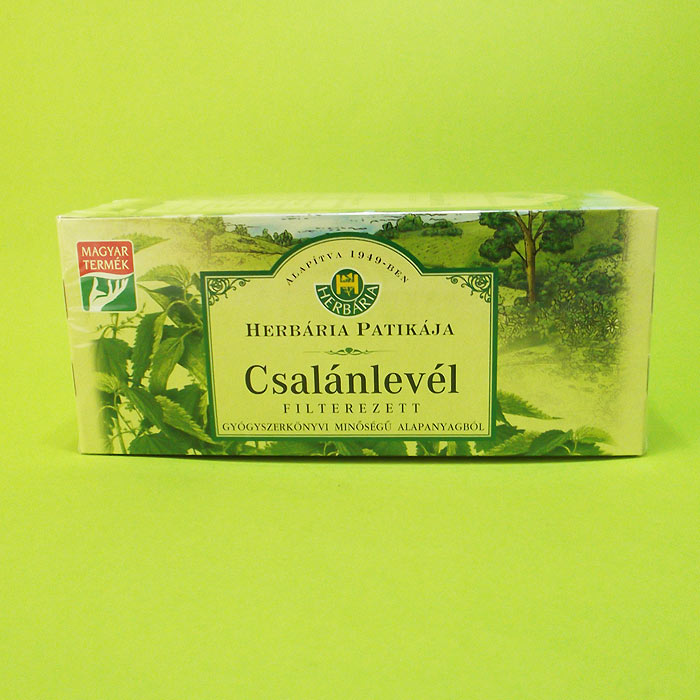 MAGYAR
TERMÉK
ALAPÍTVA 1949-BEN
HERBÁRIA
HERBÁRIA PATIKÁJA
Csalánlevél
FILTEREZETT
GYÓGYSZERKÖNYVI MINŐSÉGŰ ALAPANYAGBÓL